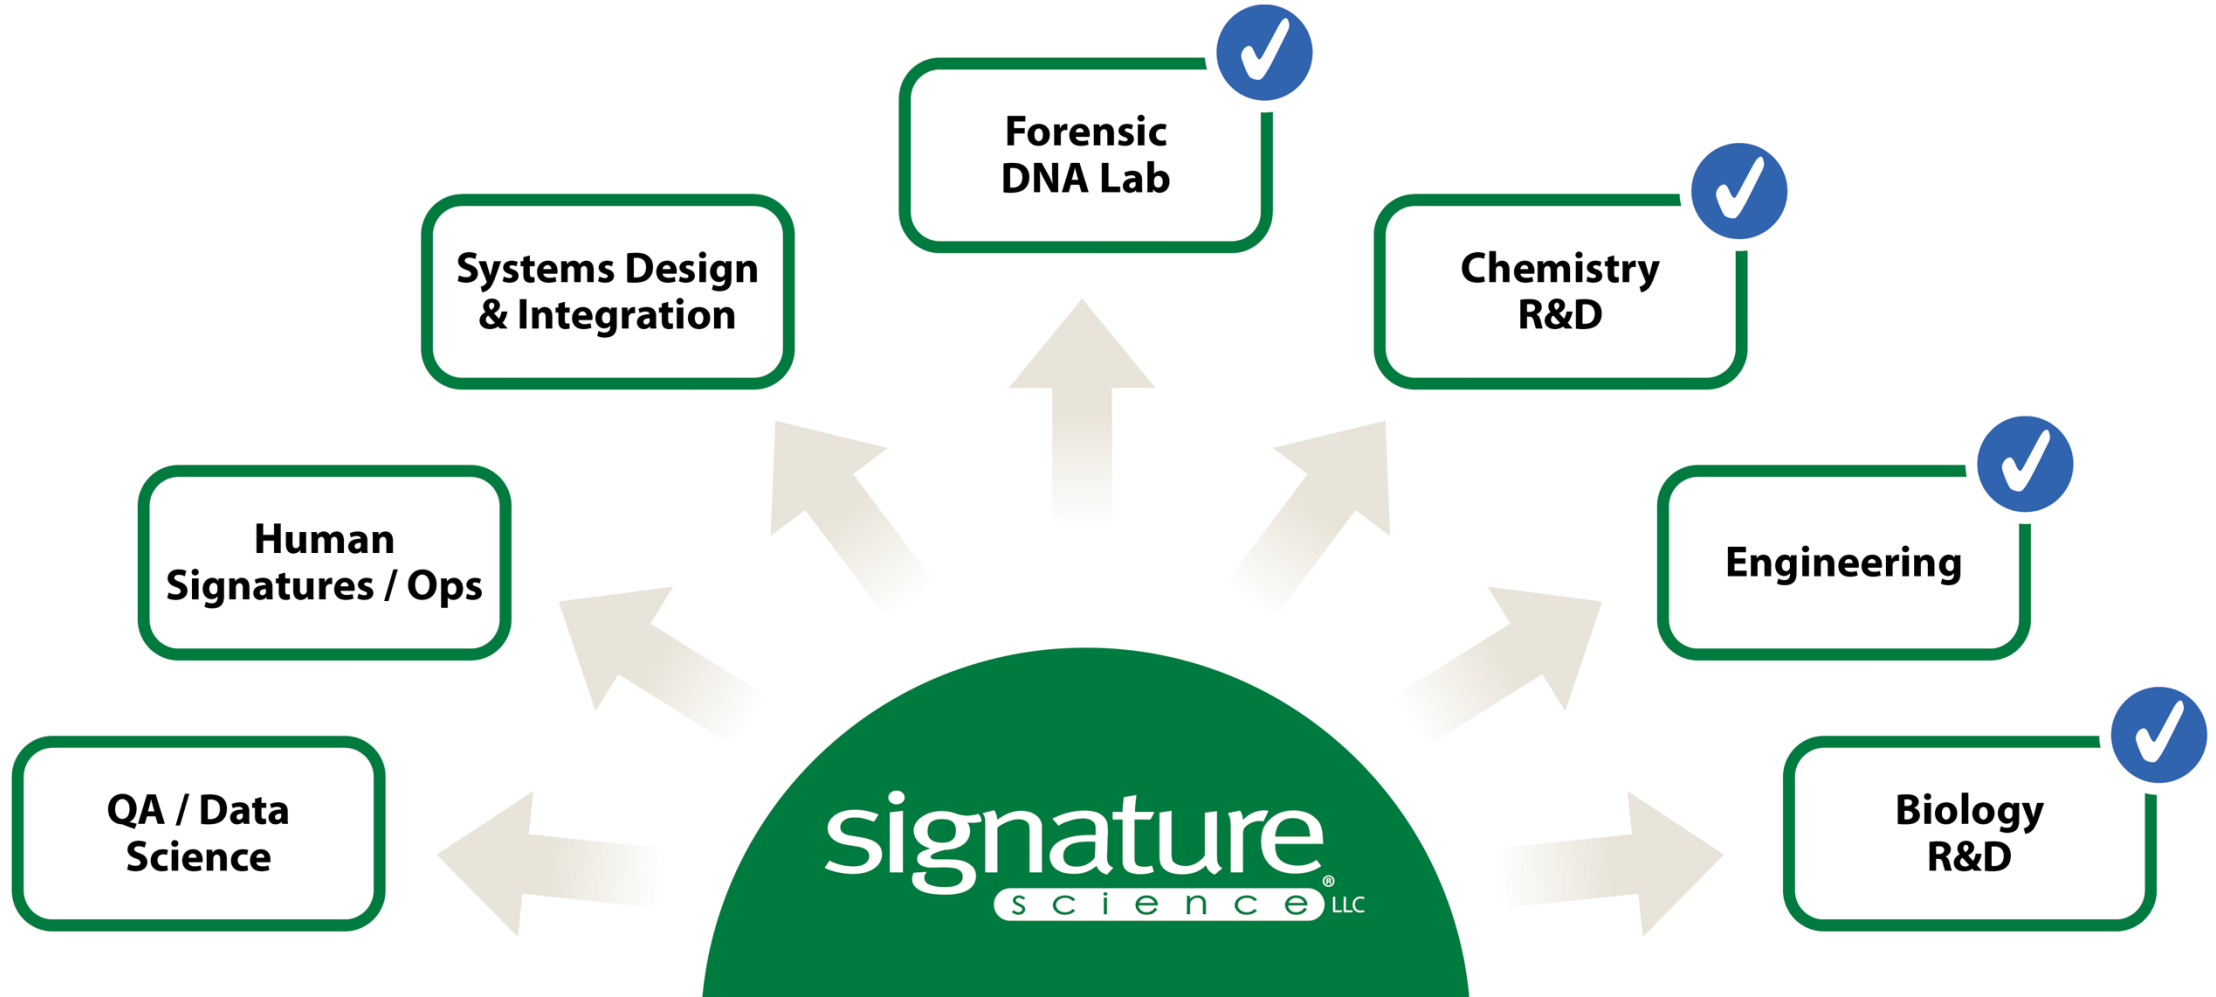 Forensic
DNA Lab
Systems Design
& Integration
Chemistry
R&D
Human
Signatures / Ops
Engineering
QA / Data
Science
Biology
R&D
signature®
science LLC